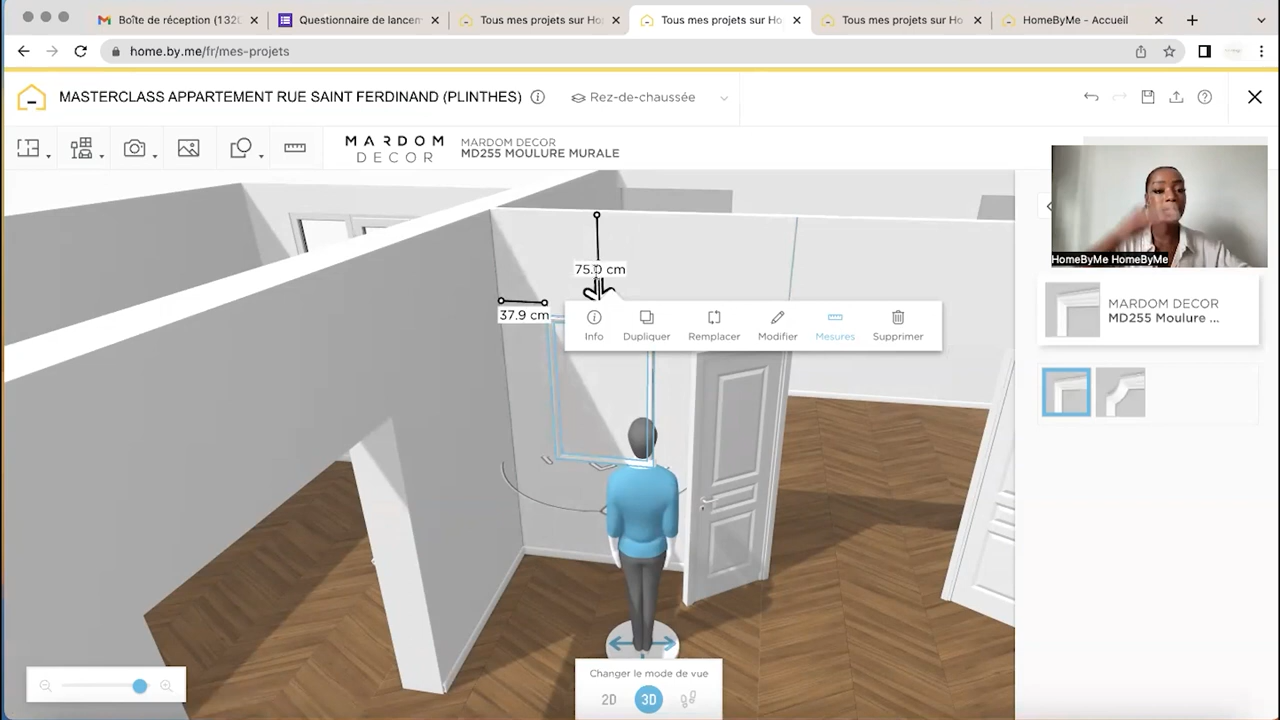 Boîte de réception (1320
Questionnaire de lancem
Tous mes projets sur Ho
Tous mes projets sur Ho
Tous mes projets sur Ho
HomeByMe - Accueil
home.by.me/fr/mes-projets
MASTERCLASS APPARTEMENT RUE SAINT FERDINAND (PLINTHES)
Rez-de-chaussée
MARDOM
DECOR
MARDOM DECOR
MD255 MOULURE MURALE
HomeByMe HomeByMe
75.0 cm
37.9 cm
Info
Dupliquer
Remplacer
Modifier
Mesures
Supprimer
MARDOM DECOR
MD255 Moulure ...
Changer le mode de vue
2D
3D